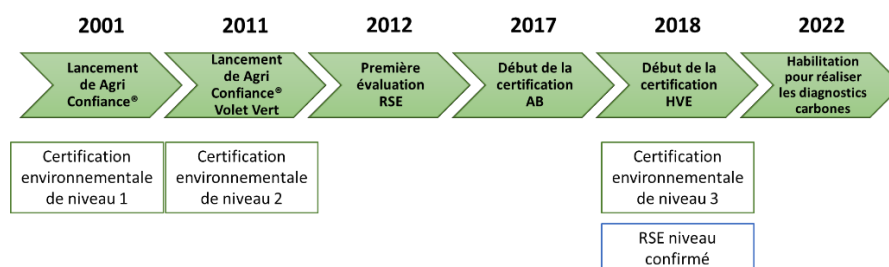 2001
2011
2012
2017
2018
2022
Lancement
de Agri
Confiance®
Lancement
de Agri
Confiance®
Volet Vert
Première
évaluation
RSE
Début de la
certification
AB
Début de la
certification
HVE
Habilitation
pour réaliser
les diagnostics
carbones
Certification
environnementale
de niveau 1
Certification
environnementale
de niveau 2
Certification
environnementale
de niveau 3
RSE niveau
confirmé